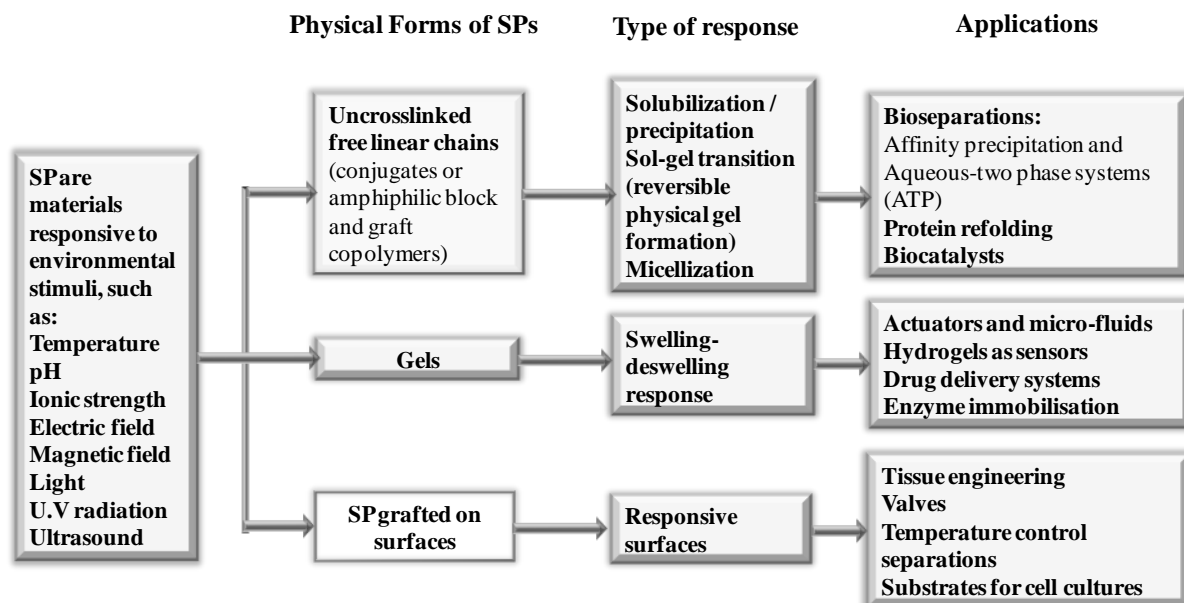 Physical Forms of SPs
Type of response
Applications
SP are
materials
responsive to
environmental
stimuli, such
as:
Temperature
pH
Ionic strength
Electric field
Magnetic field
Light
U.V radiation
Ultrasound
Uncrosslinked
free linear chains
(conjugates or
amphiphilic block
and graft
copolymers)
Solubilization /
precipitation
Sol-gel transition
(reversible
physical gel
formation)
Micellization
Bioseparations:
Affinity precipitation and
Aqueous-two phase systems
(ATP)
Protein refolding
Biocatalysts
Gels
Swelling-
deswelling
response
Actuators and micro-fluids
Hydrogels as sensors
Drug delivery systems
Enzyme immobilisation
SP grafted on
surfaces
Responsive
surfaces
Tissue engineering
Valves
Temperature control
separations
Substrates for cell cultures